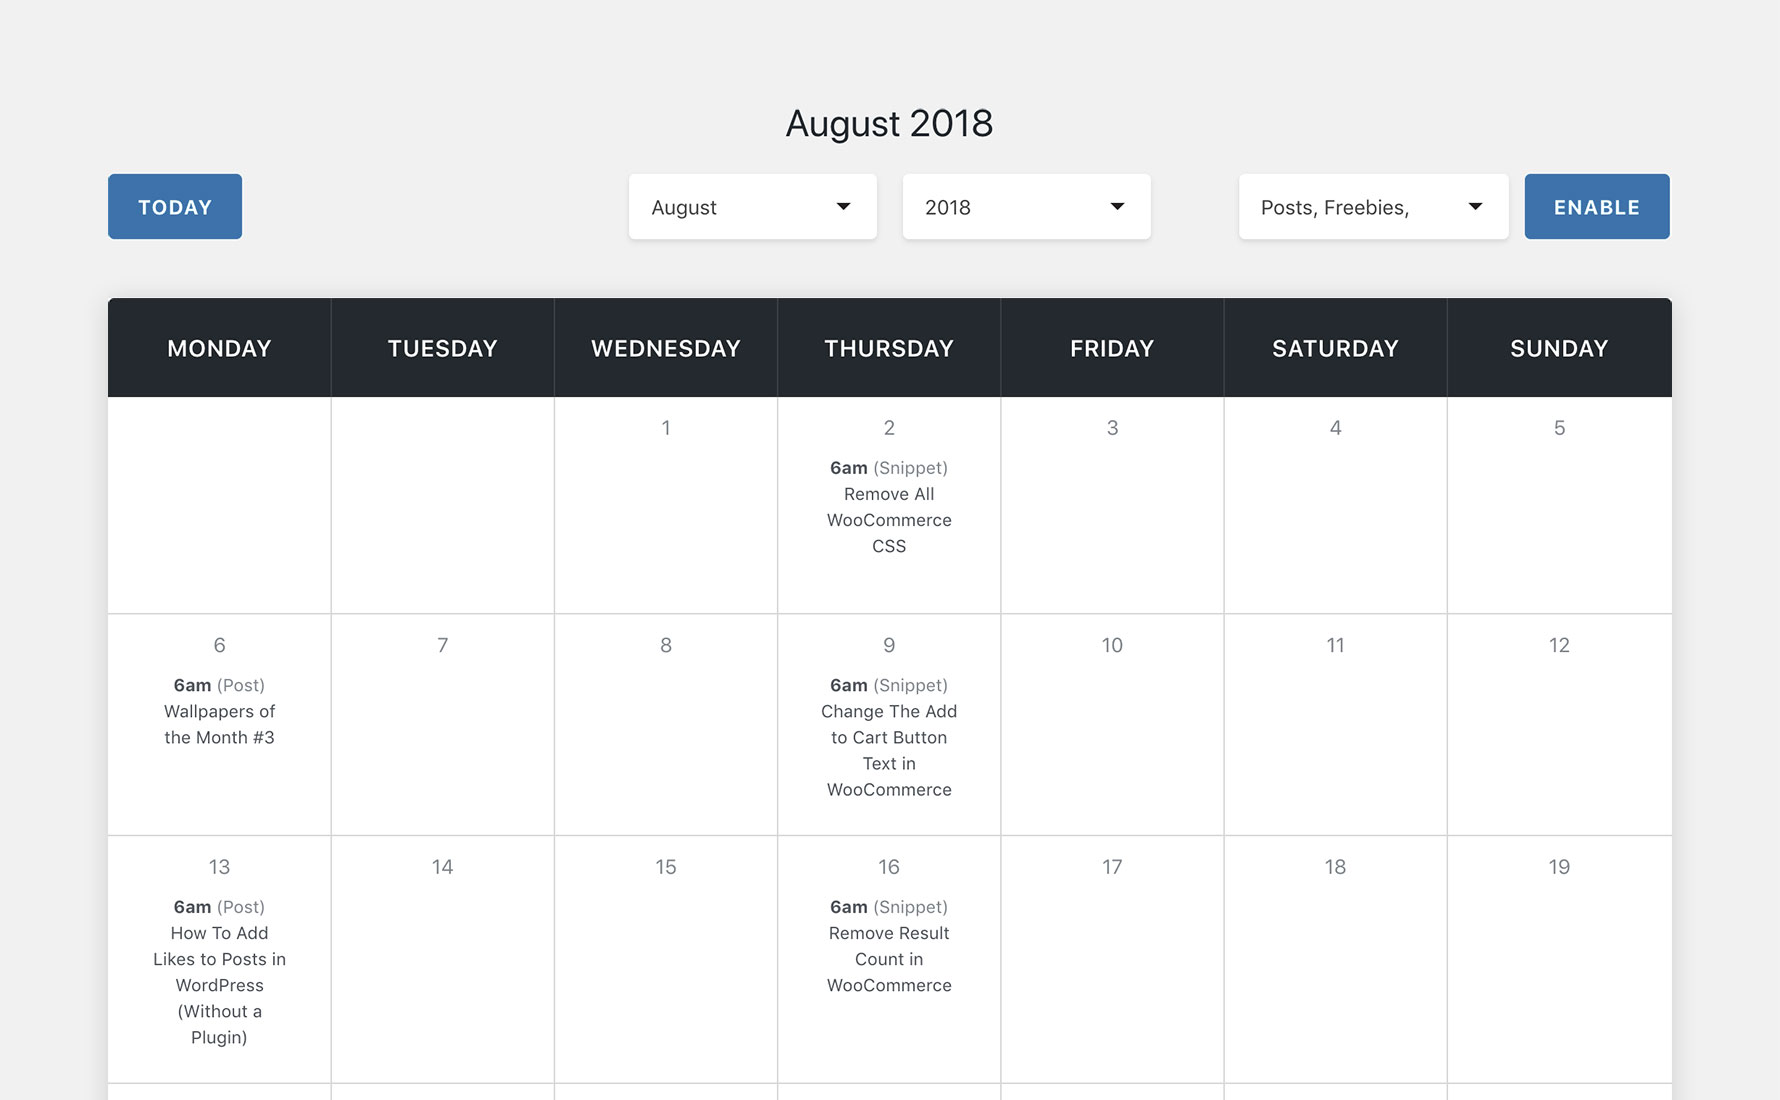 August 2018
TODAY
August
2018
Posts, Freebies,
ENABLE
MONDAY
TUESDAY
WEDNESDAY
THURSDAY
FRIDAY
SATURDAY
SUNDAY
1
2
6am (Snippet)
Remove All
WooCommerce
CSS
3
4
5
6
6am (Post)
Wallpapers of
the Month #3
7
8
9
6am (Snippet)
Change The Add
to Cart Button
Text in
WooCommerce
10
11
12
13
6am (Post)
How To Add
Likes to Posts in
WordPress
(Without a
Plugin)
14
15
16
6am (Snippet)
Remove Result
Count in
WooCommerce
17
18
19